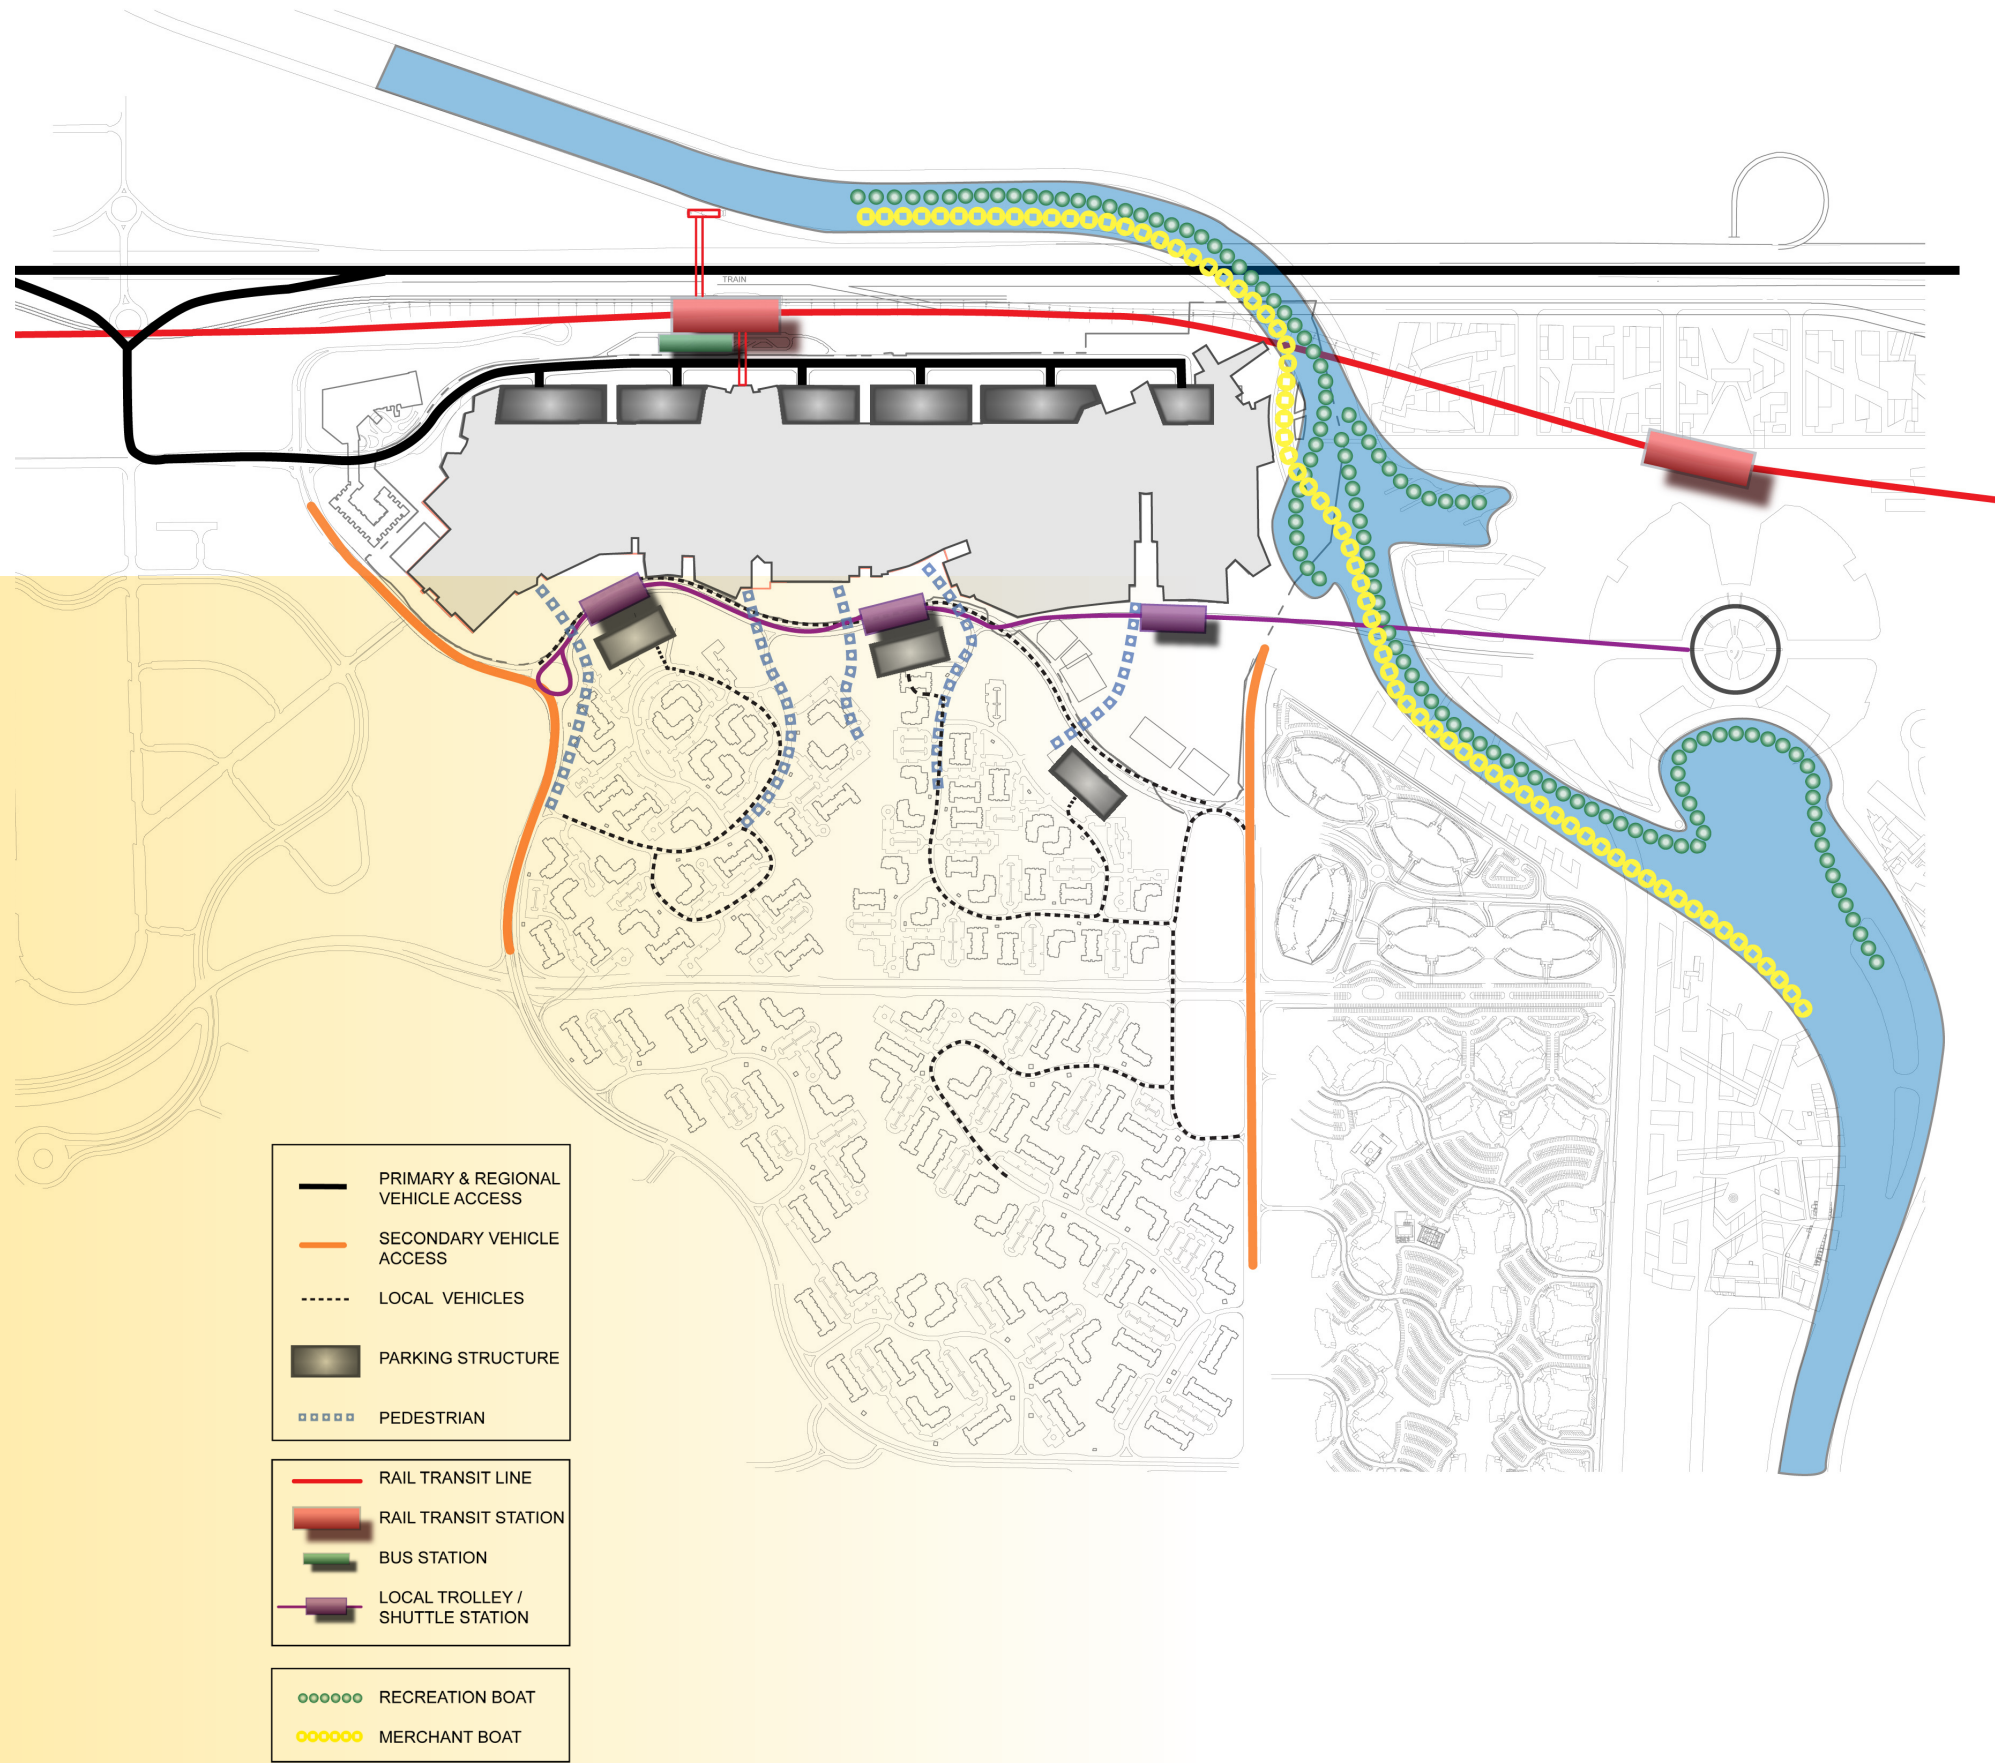 TRAIN
PRIMARY & REGIONAL
VEHICLE ACCESS
SECONDARY VEHICLE
ACCESS
LOCAL VEHICLES
PARKING STRUCTURE
PEDESTRIAN
RAIL TRANSIT LINE
RAIL TRANSIT STATION
BUS STATION
LOCAL TROLLEY /
SHUTTLE STATION
RECREATION BOAT
MERCHANT BOAT